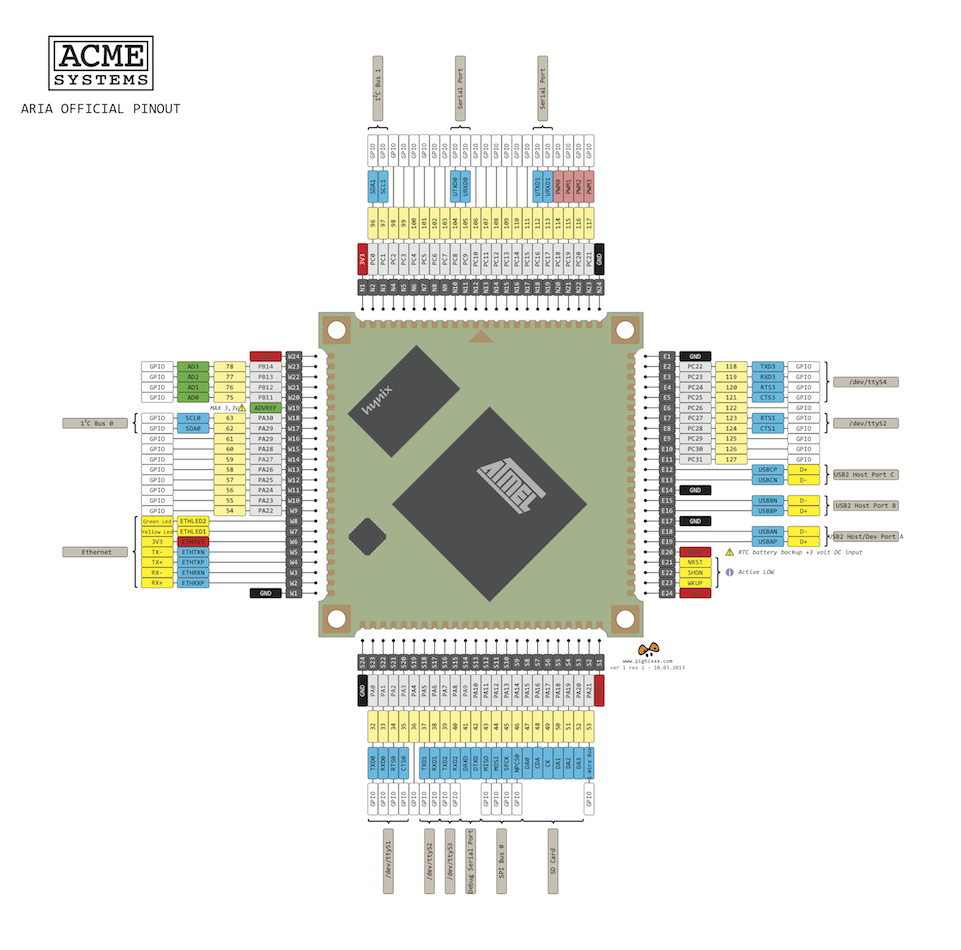 ACME
SYSTEMS
ARIA OFFICIAL PINOUT
I²C Bus 1
Serial Port
Serial Port
GPIO GPIO GPIO GPIO GPIO GPIO GPIO GPIO GPIO GPIO GPIO GPIO GPIO GPIO GPIO GPIO GPIO GPIO GPIO GPIO GPIO GPIO
SDA1 SCL1 UTXD0 URXD0 UTXD1 URXD1 PWM0 PWM1 PWM2 PWM3
96 97 98 99 100 101 102 103 104 105 106 107 108 109 110 111 112 113 114 115 116 117
3V3 PC0 PC1 PC2 PC3 PC4 PC5 PC6 PC7 PC8 PC9 PC10 PC11 PC12 PC13 PC14 PC15 PC16 PC17 PC18 PC19 PC20 PC21 GND
N1 N2 N3 N4 N5 N6 N7 N8 N9 N10 N11 N12 N13 N14 N15 N16 N17 N18 N19 N20 N21 N22 N23 N24
W24
GPIO AD3 78 PB14 W23
GPIO AD2 77 PB13 W22
GPIO AD1 76 PB12 W21
GPIO AD0 75 PB11 W20
MAX 3,3V ADVREF W19
I²C Bus 0
GPIO SCL0 63 PA30 W18
GPIO SDA0 62 PA29 W17
GPIO 61 PA29 W16
GPIO 60 PA28 W15
GPIO 59 PA27 W14
GPIO 58 PA26 W13
GPIO 57 PA25 W12
GPIO 56 PA24 W11
GPIO 55 PA23 W10
GPIO 54 PA22 W9
Ethernet
Green Led ETHLED2 W8
Yellow Led ETHLED1 W7
3V3 W6
TX- ETHTXN W5
TX+ ETHTXP W4
RX- ETHRXN W3
RX+ ETHRXP W2
GND W1
hynix
ATMEL
E1 GND
E2 PC22 118 TXD3 GPIO
E3 PC23 119 RXD3 GPIO
E4 PC24 120 RTS3 GPIO
E5 PC25 121 CTS3 GPIO
/dev/ttyS4
E6 PC26 122 GPIO
E7 PC27 123 RTS1 GPIO
E8 PC28 124 CTS1 GPIO
/dev/ttyS2
E9 PC29 125 GPIO
E10 PC30 126 GPIO
E11 PC31 127 GPIO
E12 USBCP D+
E13 USBCN D-
USB2 Host Port C
E14 GND
E15 USBBN D-
E16 USBBP D+
USB2 Host Port B
E17 GND
E18 USBAN D-
E19 USBAP D+
USB2 Host/Dev Port A
E20 RTC battery backup +3 volt DC input
E21 NRST
E22 SHDN
E23 WKUP
Active LOW
E24
www.pighixxx.com
ver 1 rev 2 - 10.03.2013
S24 S23 S22 S21 S20 S19 S18 S17 S16 S15 S14 S13 S12 S11 S10 S9 S8 S7 S6 S5 S4 S3 S2 S1
GND PA0 PA1 PA2 PA3 PA4 PA5 PA6 PA7 PA8 PA9 PA10 PA11 PA12 PA13 PA14 PA15 PA16 PA17 PA18 PA19 PA20 PA21
32 33 34 35 36 37 38 39 40 41 42 43 44 45 46 47 48 49 50 51 52 53
TXD0 RXD0 RTS0 CTS0 TXD1 RXD1 TXD2 RXD2 DRXD DTXD MISO MOSI SPCK NPCS0 DA0 CDA CK DA1 DA2 DA3
GPIO GPIO GPIO GPIO GPIO GPIO GPIO GPIO GPIO GPIO GPIO GPIO GPIO GPIO
/dev/ttyS1
/dev/ttyS2
/dev/ttyS3
Debug Serial Port
SPI Bus 0
SD Card